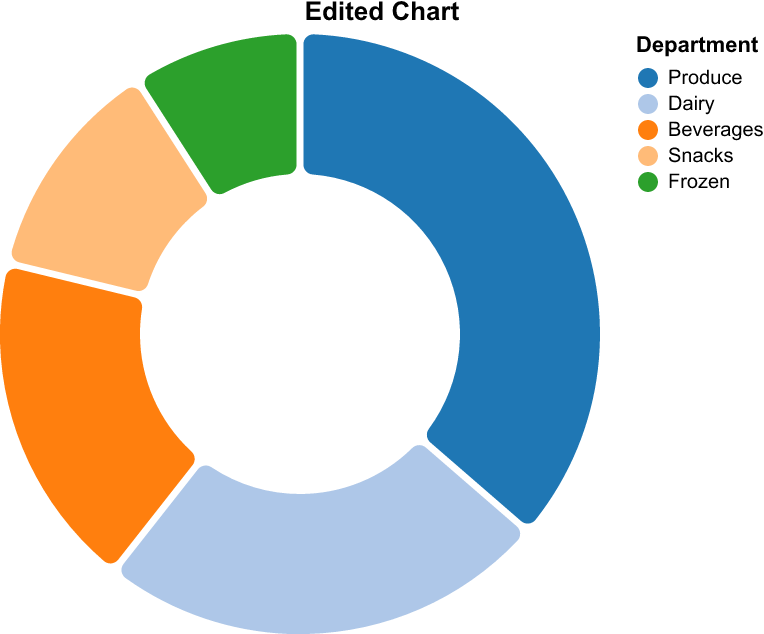 Edited Chart
Department
Produce
Dairy
Beverages
Snacks
Frozen